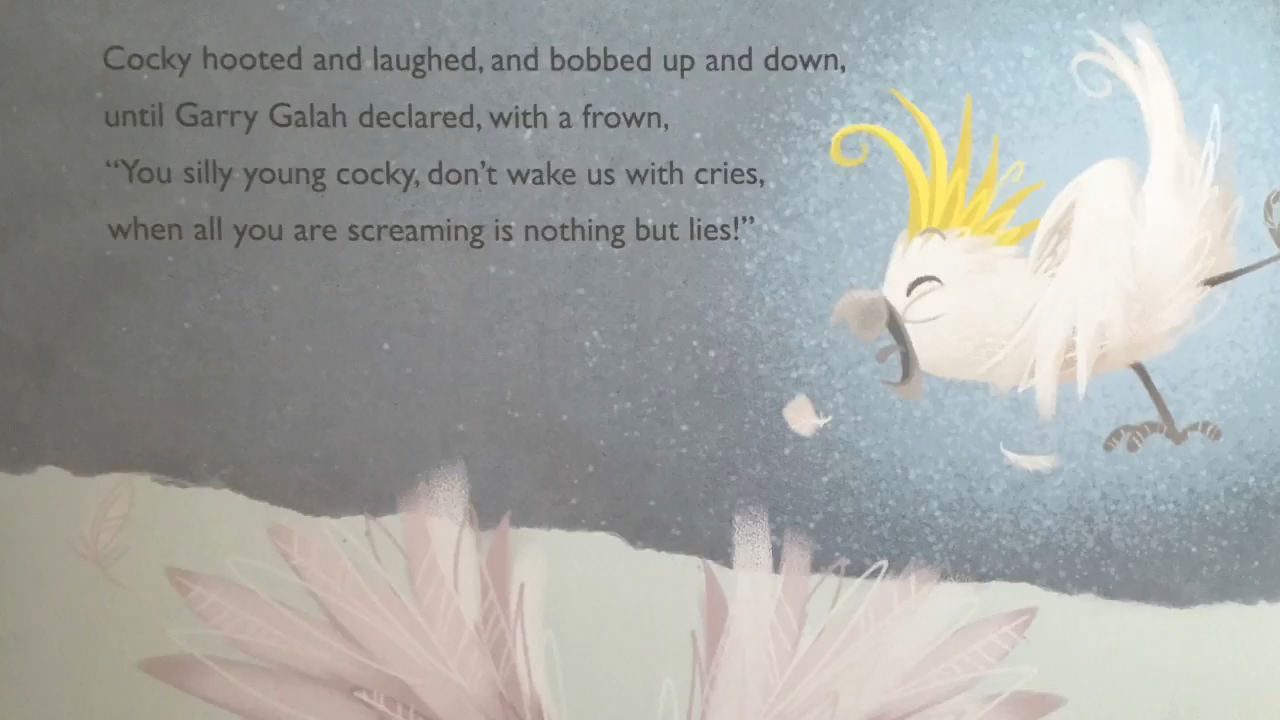 Cocky hooted and laughed, and bobbed up and down,
until Garry Galah declared, with a frown,
“You silly young cocky, don’t wake us with cries,
when all you are screaming is nothing but lies!”